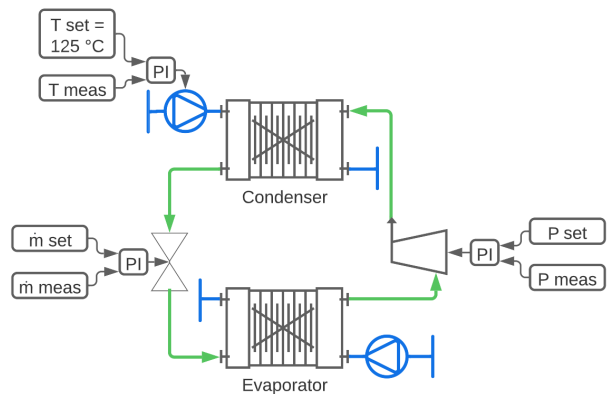 T set =
125 °C
PI
T meas
Condenser
ṁ set
PI
ṁ meas
P set
PI
P meas
Evaporator